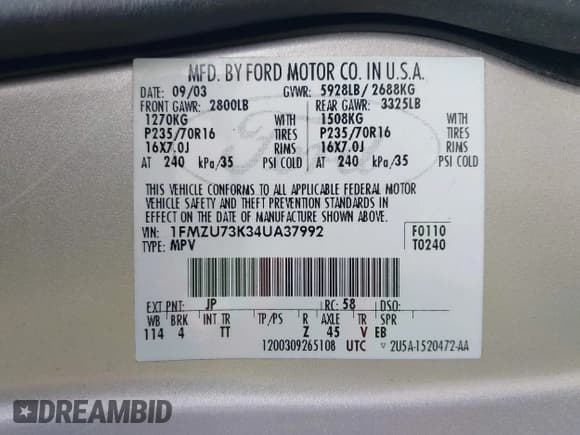 MFD. BY FORD MOTOR CO. IN U.S.A.
DATE: 09/03 GVWR: 5928LB/ 2688KG
FRONT GAWR: 2800LB REAR GAWR: 3325LB
1270KG WITH 1508KG WITH
P235/70R16 TIRES P235/70R16 TIRES
16X7.0J RIMS 16X7.0J RIMS
AT 240 kPa/35 PSI COLD AT 240 kPa/35 PSI COLD
THIS VEHICLE CONFORMS TO ALL APPLICABLE FEDERAL MOTOR
VEHICLE SAFETY AND THEFT PREVENTION STANDARDS IN
EFFECT ON THE DATE OF MANUFACTURE SHOWN ABOVE.
VIN: 1FMZU73K34UA37992 F0110
TYPE: MPV T0240
EXT PNT: JP RC: 58 DSO:
WB BRK INT TR TP/PS R AXLE TR SPR
114 4 TT Z 45 V EB
1200309265108 UTC ▽ 2U5A-1520472-AA
Ford
DREAMBID